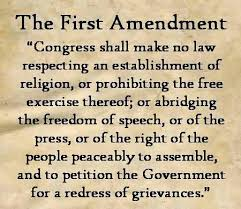 The First Amendment
“Congress shall make no law
respecting an establishment of
religion, or prohibiting the free
exercise thereof; or abridging
the freedom of speech, or of the
press, or of the right of the
people peaceably to assemble,
and to petition the Government
for a redress of grievances.”